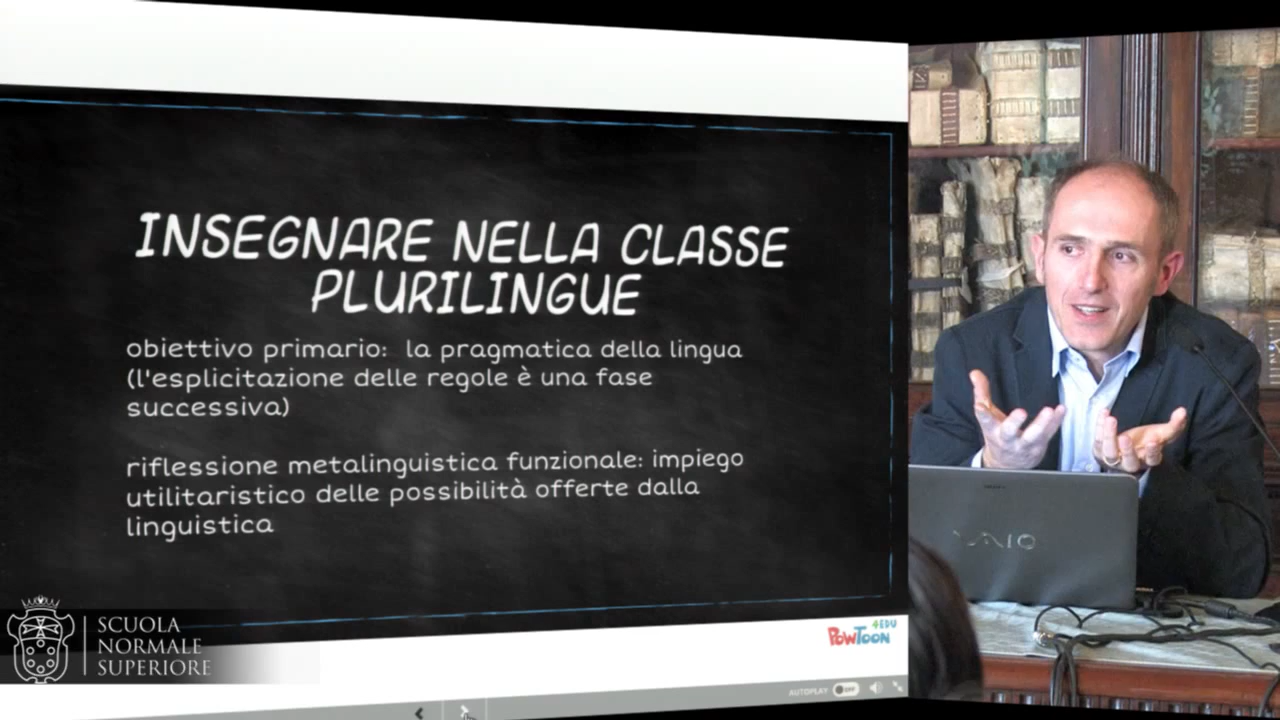 INSEGNARE NELLA CLASSE
PLURILINGUE
obiettivo primario: la pragmatica della lingua
(l'esplicitazione delle regole è una fase
successiva)
riflessione metalinguistica funzionale: impiego
utilitaristico delle possibilità offerte dalla
linguistica
SCUOLA
NORMALE
SUPERIORE
4EDU
POWTOON
AUTOPLAY OFF
VAIO